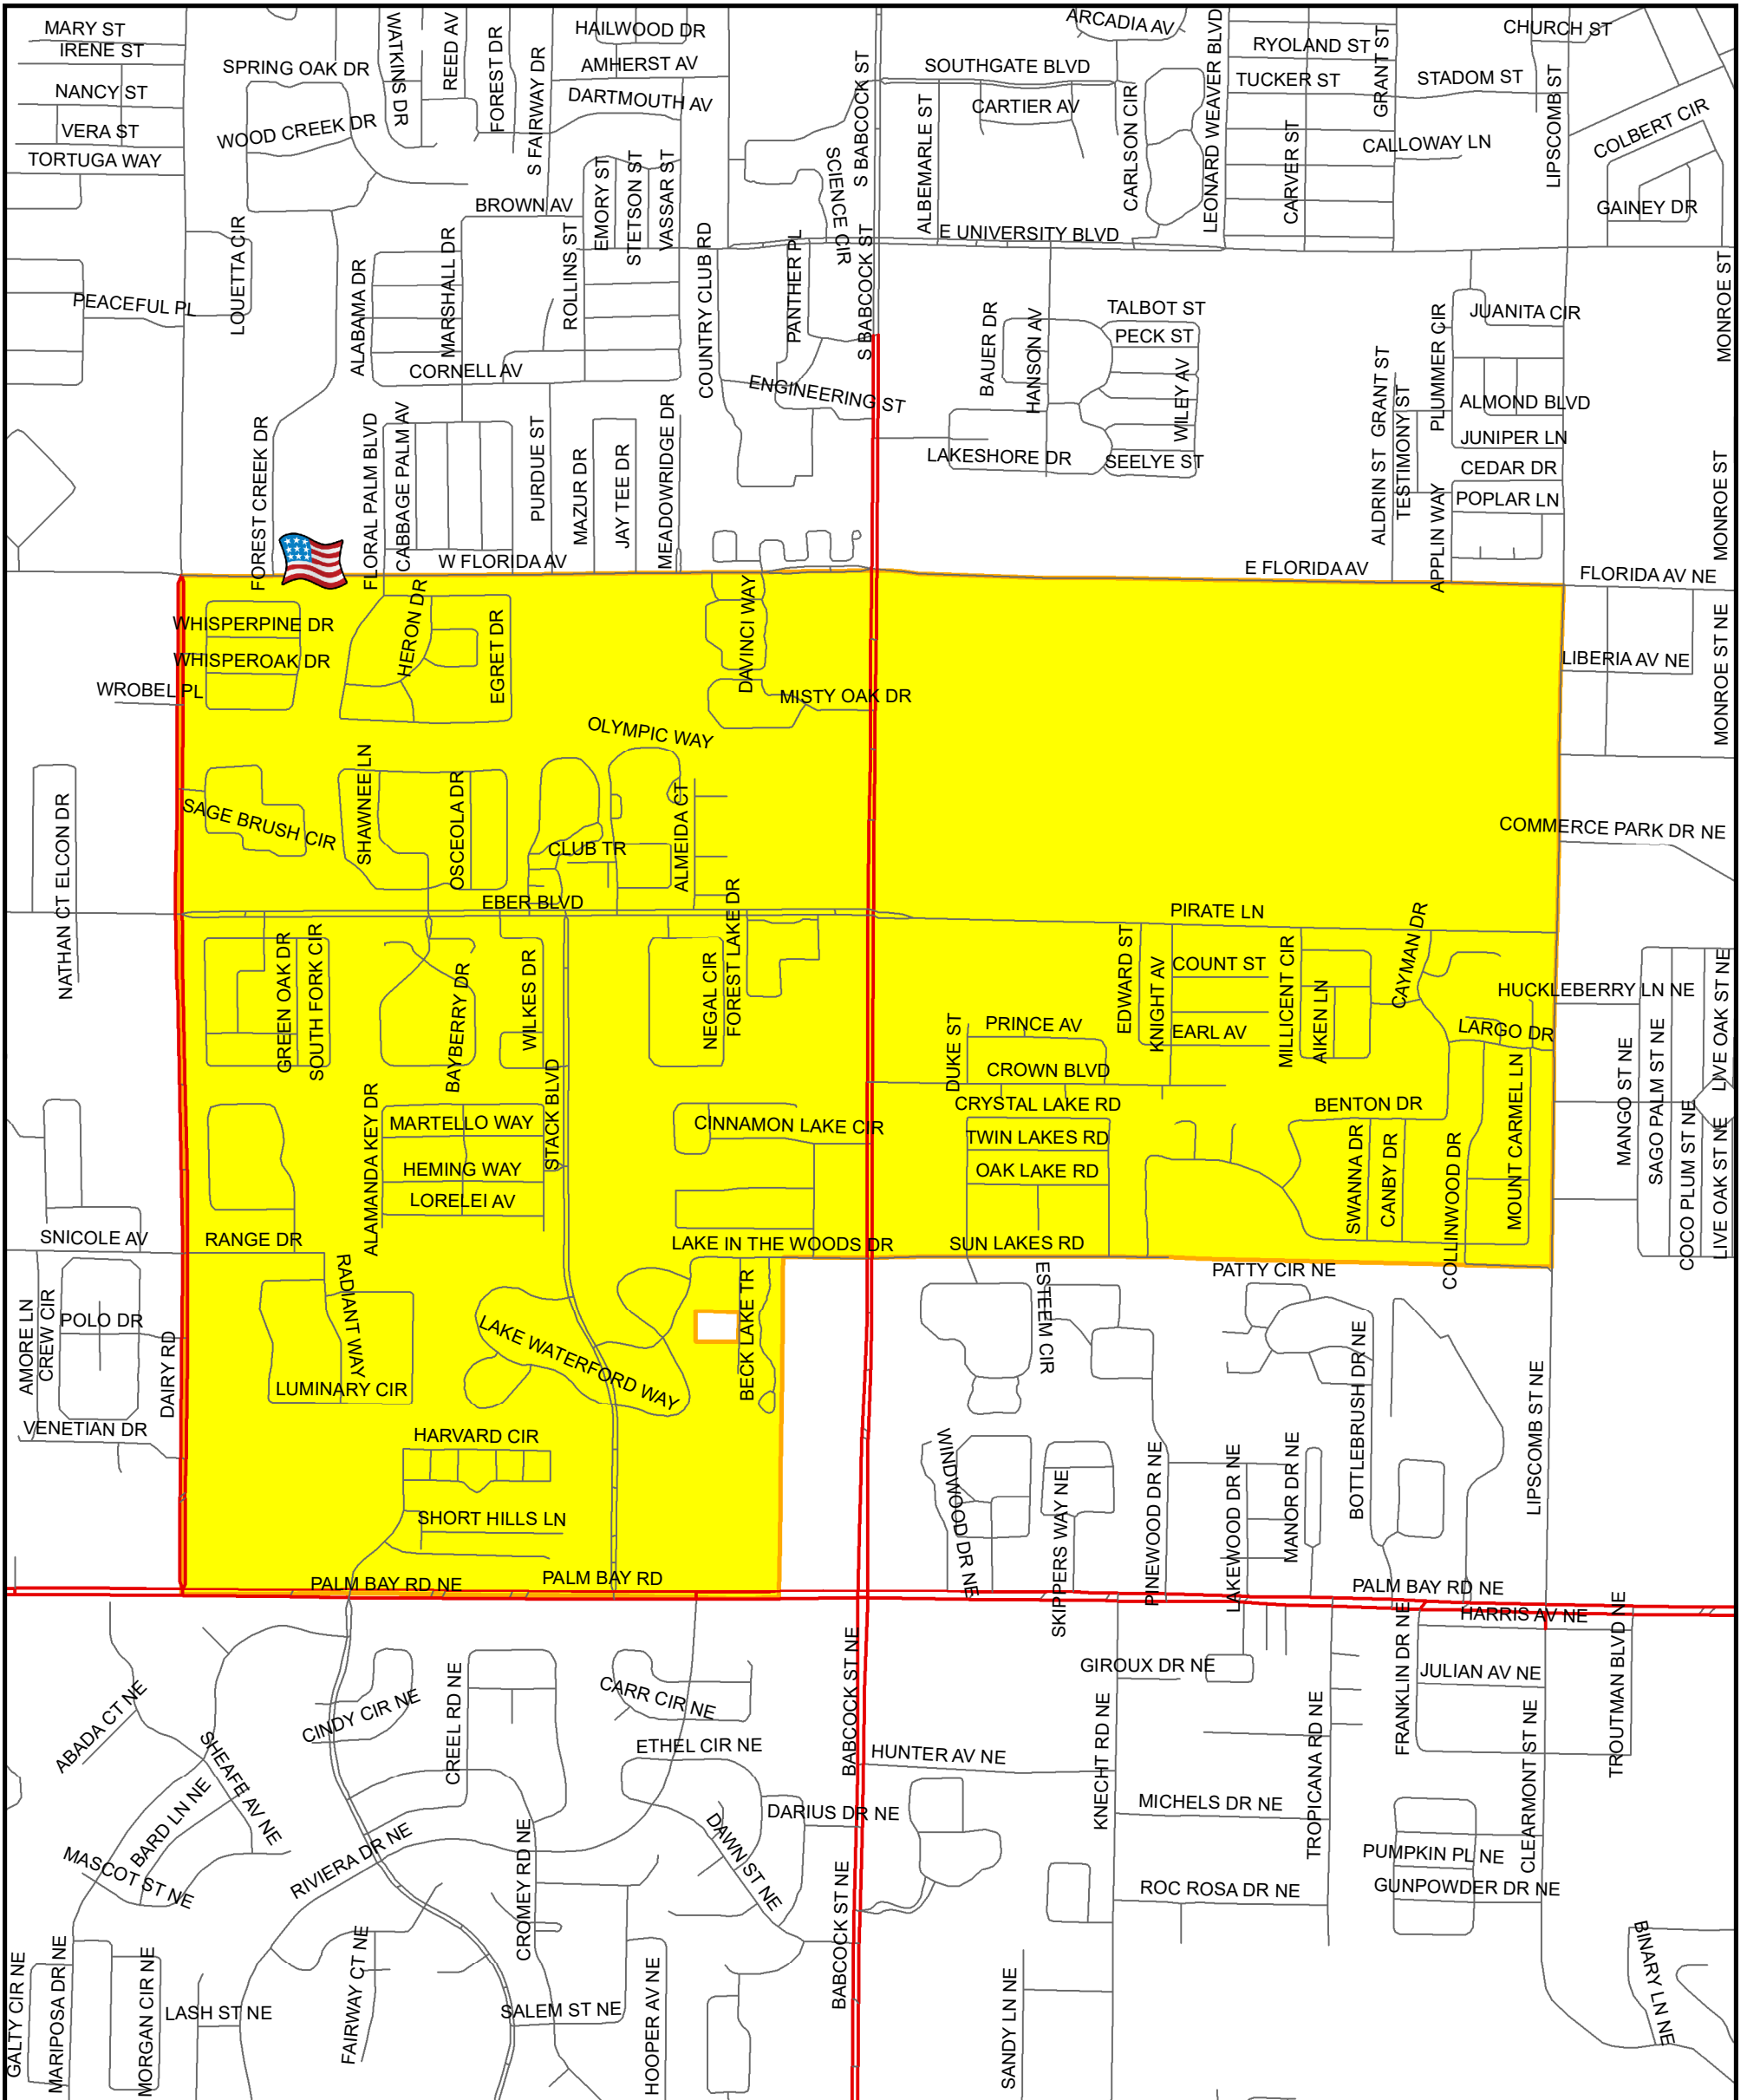 MARY ST
IRENE ST
NANCY ST
VERA ST
TORTUGA WAY
SPRING OAK DR
WOOD CREEK DR
WATKINS DR
REED AV
FOREST DR
S FAIRWAY DR
HAILWOOD DR
AMHERST AV
DARTMOUTH AV
S BABCOCK ST
SCIENCE CIR
ARCADIA AV
SOUTHGATE BLVD
CARTIER AV
ALBEMARLE ST
CARLSON CIR
LEONARD WEAVER BLVD
RYOLAND ST
TUCKER ST
GRANT ST
STADOM ST
CHURCH ST
LIPSCOMB ST
COLBERT CIR
CALLOWAY LN
CARVER ST
GAINEY DR
BROWN AV
EMORY ST
STETSON ST
VASSAR ST
E UNIVERSITY BLVD
PEACEFUL PL
LOUETTA CIR
ALABAMA DR
MARSHALL DR
ROLLINS ST
COUNTRY CLUB RD
PANTHER PL
S BABCOCK ST
CORNELL AV
ENGINEERING ST
BAUER DR
HANSON AV
TALBOT ST
PECK ST
WILEY AV
LAKESHORE DR
SEELYE ST
PLUMMER CIR
JUANITA CIR
MONROE ST
ALMOND BLVD
JUNIPER LN
CEDAR DR
POPLAR LN
ALDRIN ST
GRANT ST
TESTIMONY ST
APPLIN WAY
MONROE ST
FOREST CREEK DR
FLORAL PALM BLVD
CABBAGE PALM AV
PURDUE ST
MAZUR DR
JAY TEE DR
MEADOWRIDGE DR
W FLORIDA AV
E FLORIDA AV
FLORIDA AV NE
WHISPERPINE DR
WHISPEROAK DR
WROBEL PL
HERON DR
EGRET DR
DAVINCI WAY
MISTY OAK DR
LIBERIA AV NE
MONROE ST NE
OLYMPIC WAY
SAGE BRUSH CIR
SHAWNEE LN
OSCEOLA DR
CLUB TR
ALMEIDA CT
COMMERCE PARK DR NE
NATHAN CT
ELCON DR
EBER BLVD
FOREST LAKE DR
PIRATE LN
GREEN OAK DR
SOUTH FORK CIR
BAYBERRY DR
WILKES DR
NEGAL CIR
EDWARD ST
KNIGHT AV
COUNT ST
MILLICENT CIR
AIKEN LN
CAYMAN DR
HUCKLEBERRY LN NE
LARGO DR
DUKE ST
PRINCE AV
EARL AV
CROWN BLVD
CRYSTAL LAKE RD
TWIN LAKES RD
OAK LAKE RD
BENTON DR
SWANNA DR
CANBY DR
COLLINWOOD DR
MOUNT CARMEL LN
MANGO ST NE
SAGO PALM ST NE
COCO PLUM ST NE
LIVE OAK ST NE
LIVE OAK ST NE
ALAMANDA KEY DR
MARTELLO WAY
HEMING WAY
LORELEI AV
STACK BLVD
CINNAMON LAKE CIR
SNICOLE AV
RANGE DR
LAKE IN THE WOODS DR
SUN LAKES RD
PATTY CIR NE
AMORE LN
CREW CIR
POLO DR
DAIRY RD
VENETIAN DR
RADIANT WAY
LUMINARY CIR
LAKE WATERFORD WAY
BECK LAKE TR
ESTEEM CIR
BOTTLEBRUSH DR NE
LIPSCOMB ST NE
HARVARD CIR
SHORT HILLS LN
WINDWOOD DR NE
SKIPPERS WAY NE
PINEWOOD DR NE
LAKEWOOD DR NE
MANOR DR NE
PALM BAY RD NE
PALM BAY RD
PALM BAY RD NE
HARRIS AV NE
ABADA CT NE
SHEAFE AV NE
BARD LN NE
MASCOT ST NE
CINDY CIR NE
RIVIERA DR NE
CREEL RD NE
CARR CIR NE
ETHEL CIR NE
BABCOCK ST NE
HUNTER AV NE
GIROUX DR NE
KNECHT RD NE
TROPICANA RD NE
FRANKLIN DR NE
JULIAN AV NE
CLEARMONT ST NE
TROUTMAN BLVD NE
DARIUS DR NE
DAWN ST NE
MICHELS DR NE
PUMPKIN PL NE
GUNPOWDER DR NE
ROC ROSA DR NE
CROMEY RD NE
BABCOCK ST NE
GALTY CIR NE
MARIPOSA DR NE
MORGAN CIR NE
LASH ST NE
FAIRWAY CT NE
SALEM ST NE
HOOPER AV NE
SANDY LN NE
BINARY LN NE